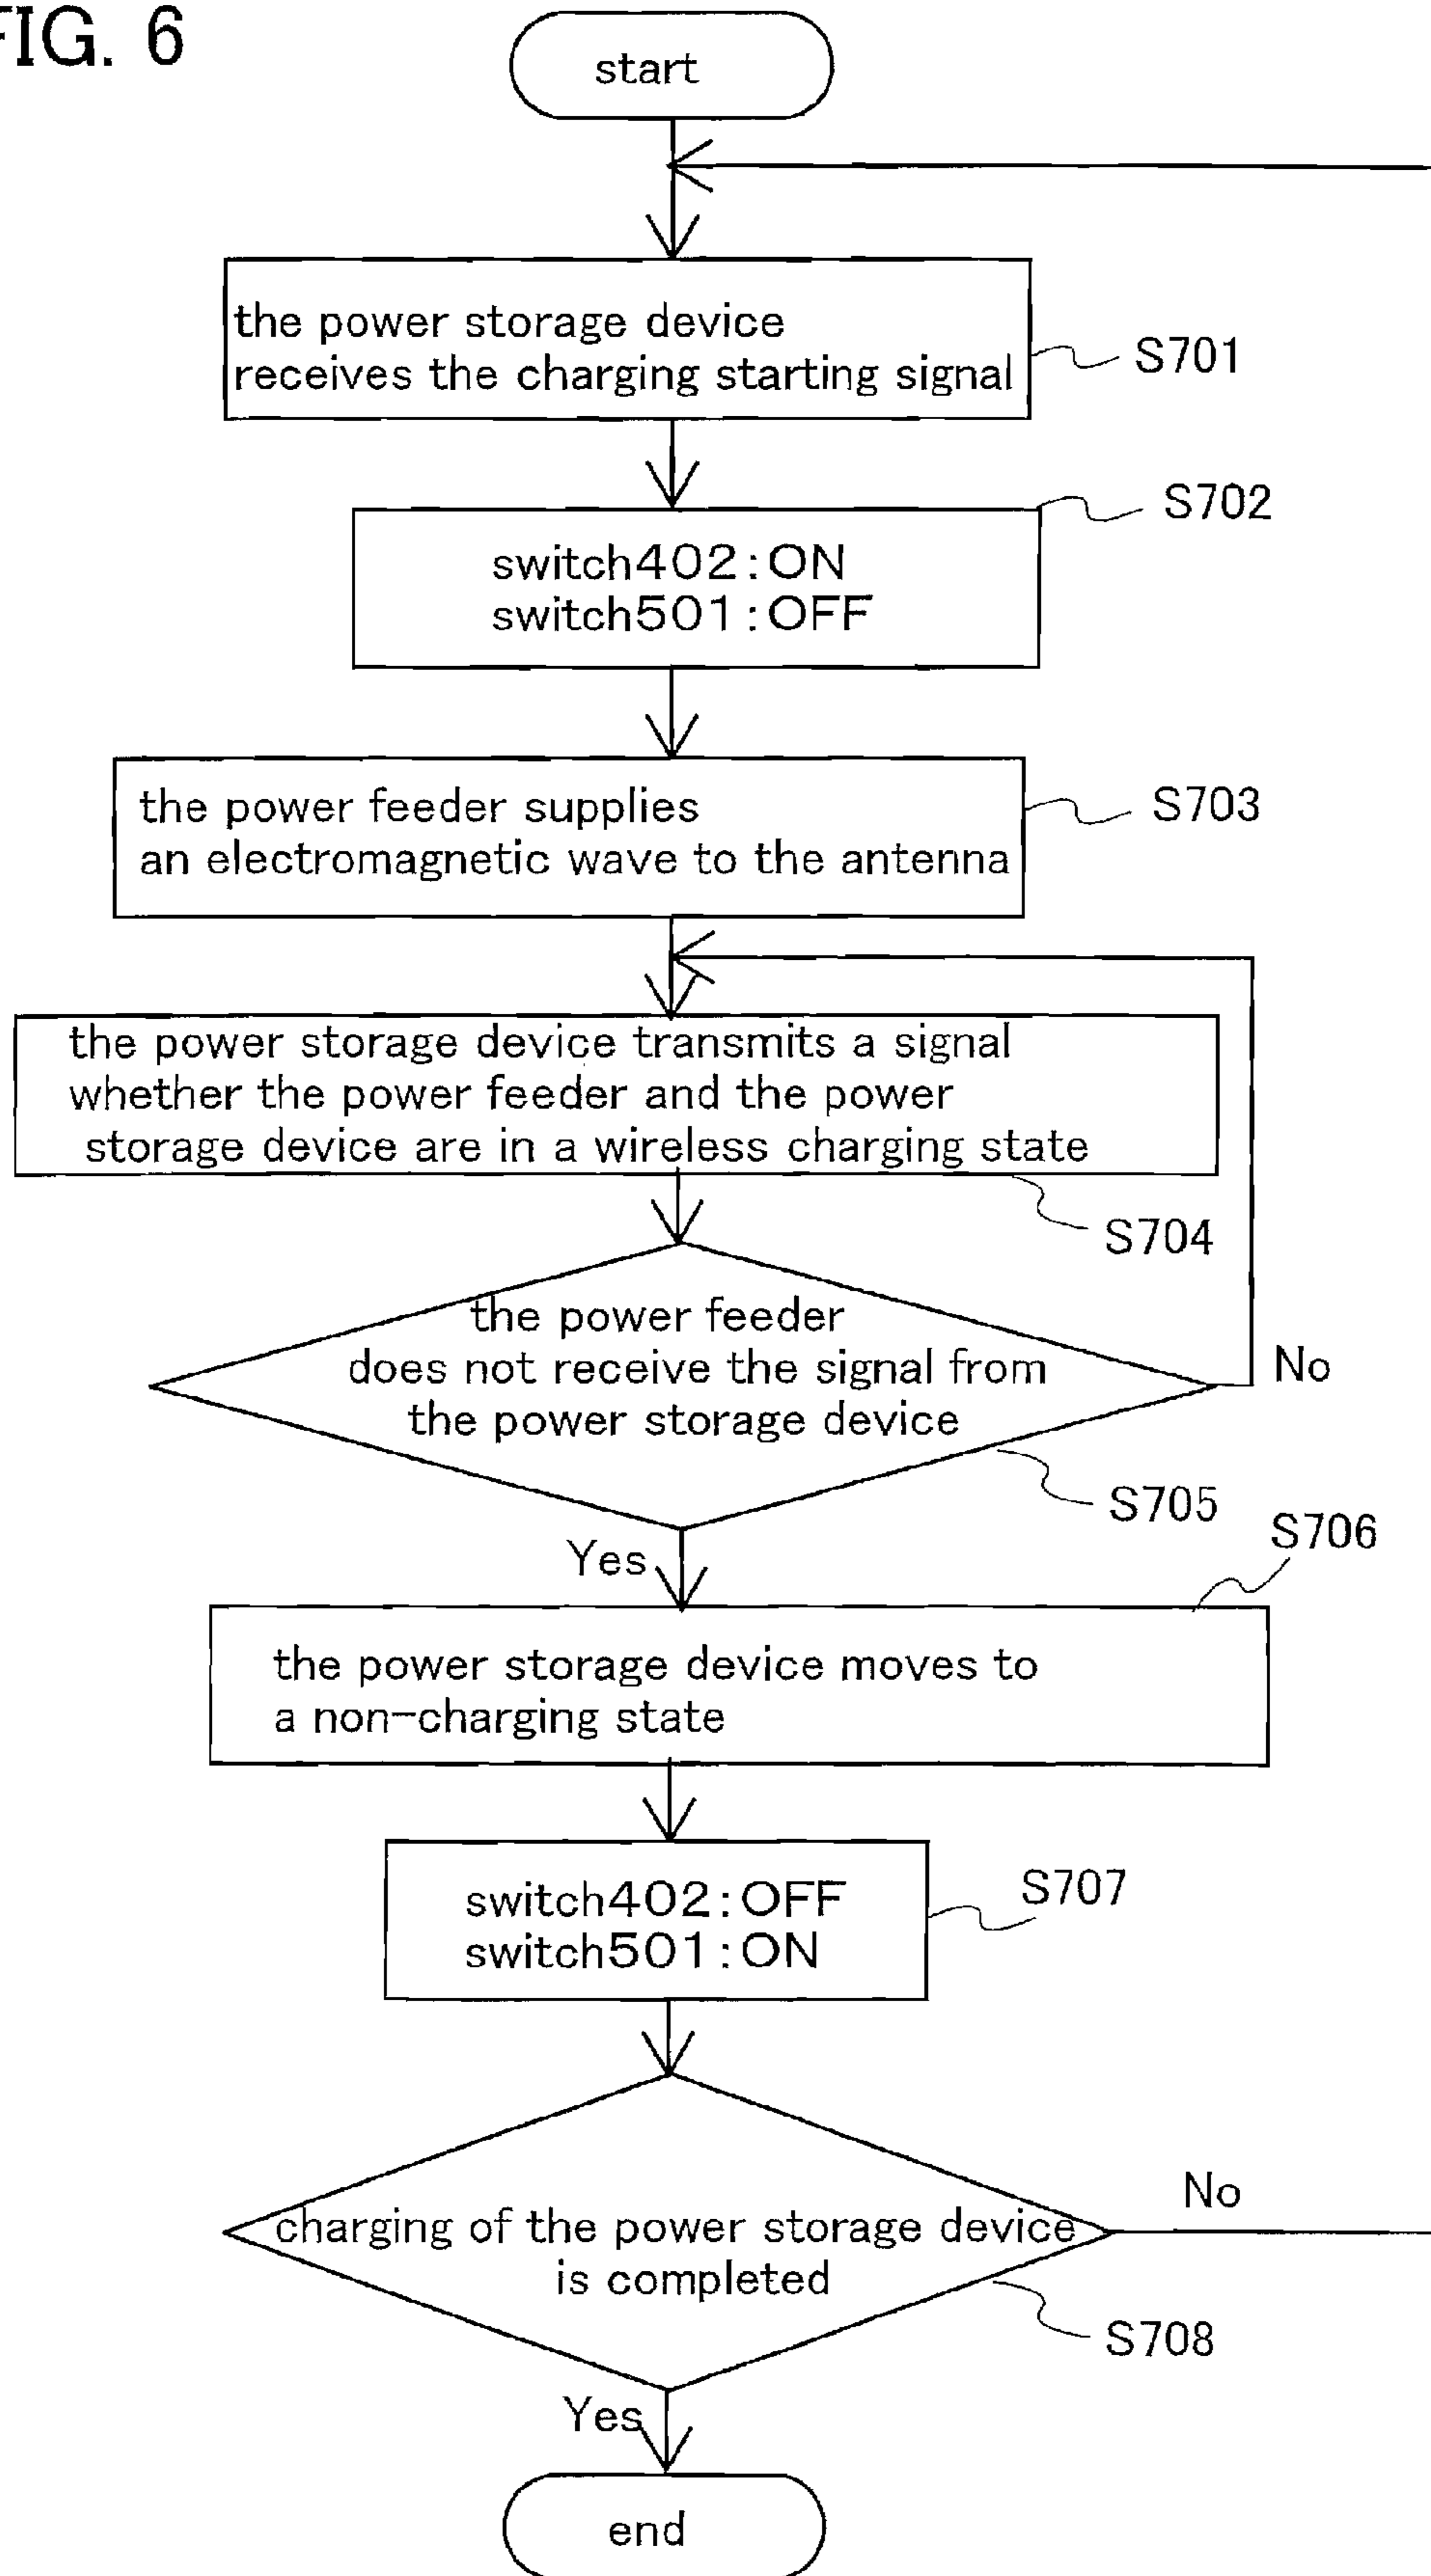 FIG. 6
start
the power storage device
receives the charging starting signal
S701
S702
switch402:ON
switch501:OFF
the power feeder supplies
an electromagnetic wave to the antenna
S703
the power storage device transmits a signal
whether the power feeder and the power
storage device are in a wireless charging state
S704
the power feeder
does not receive the signal from
the power storage device
No
S705
Yes
S706
the power storage device moves to
a non-charging state
switch402:OFF
switch501:ON
S707
No
charging of the power storage device
is completed
S708
Yes
end